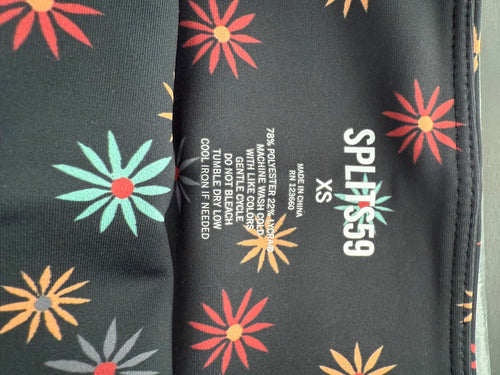 SPLITS59
XS
MADE IN CHINA
RN 123660
78% POLYESTER 22% LYCRA®
MACHINE WASH COLD
WITH LIKE COLORS
GENTLE CYCLE
DO NOT BLEACH
TUMBLE DRY LOW
COOL IRON IF NEEDED